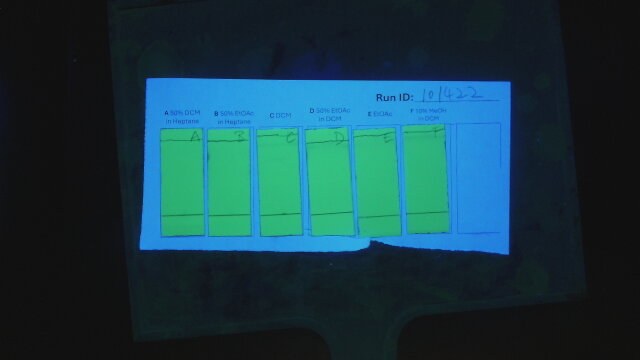 Run ID: 101422
A 50% DCM in Heptane
B 50% EtOAc in Heptane
C DCM
D 50% EtOAc in DCM
E EtOAc
F 10% MeOH in DCM
A B C D E F